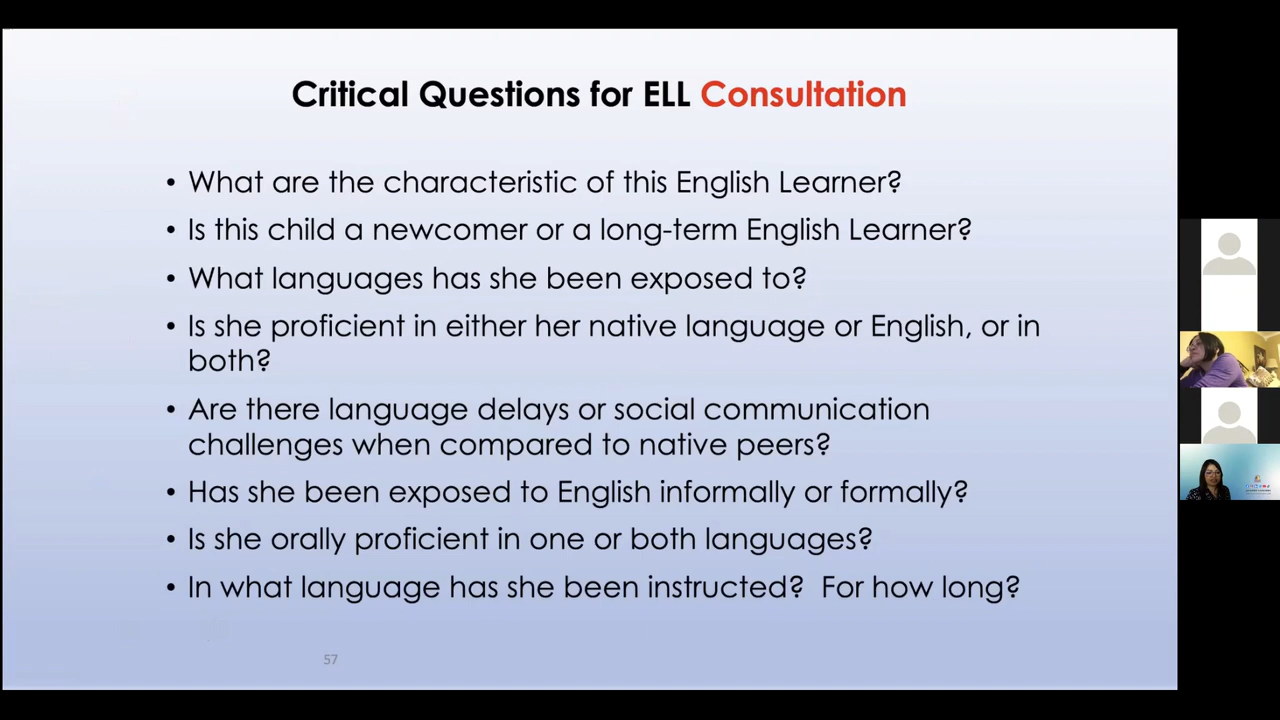 Critical Questions for ELL Consultation
• What are the characteristic of this English Learner?
• Is this child a newcomer or a long-term English Learner?
• What languages has she been exposed to?
• Is she proficient in either her native language or English, or in
both?
• Are there language delays or social communication
challenges when compared to native peers?
• Has she been exposed to English informally or formally?
• Is she orally proficient in one or both languages?
• In what language has she been instructed?  For how long?
57